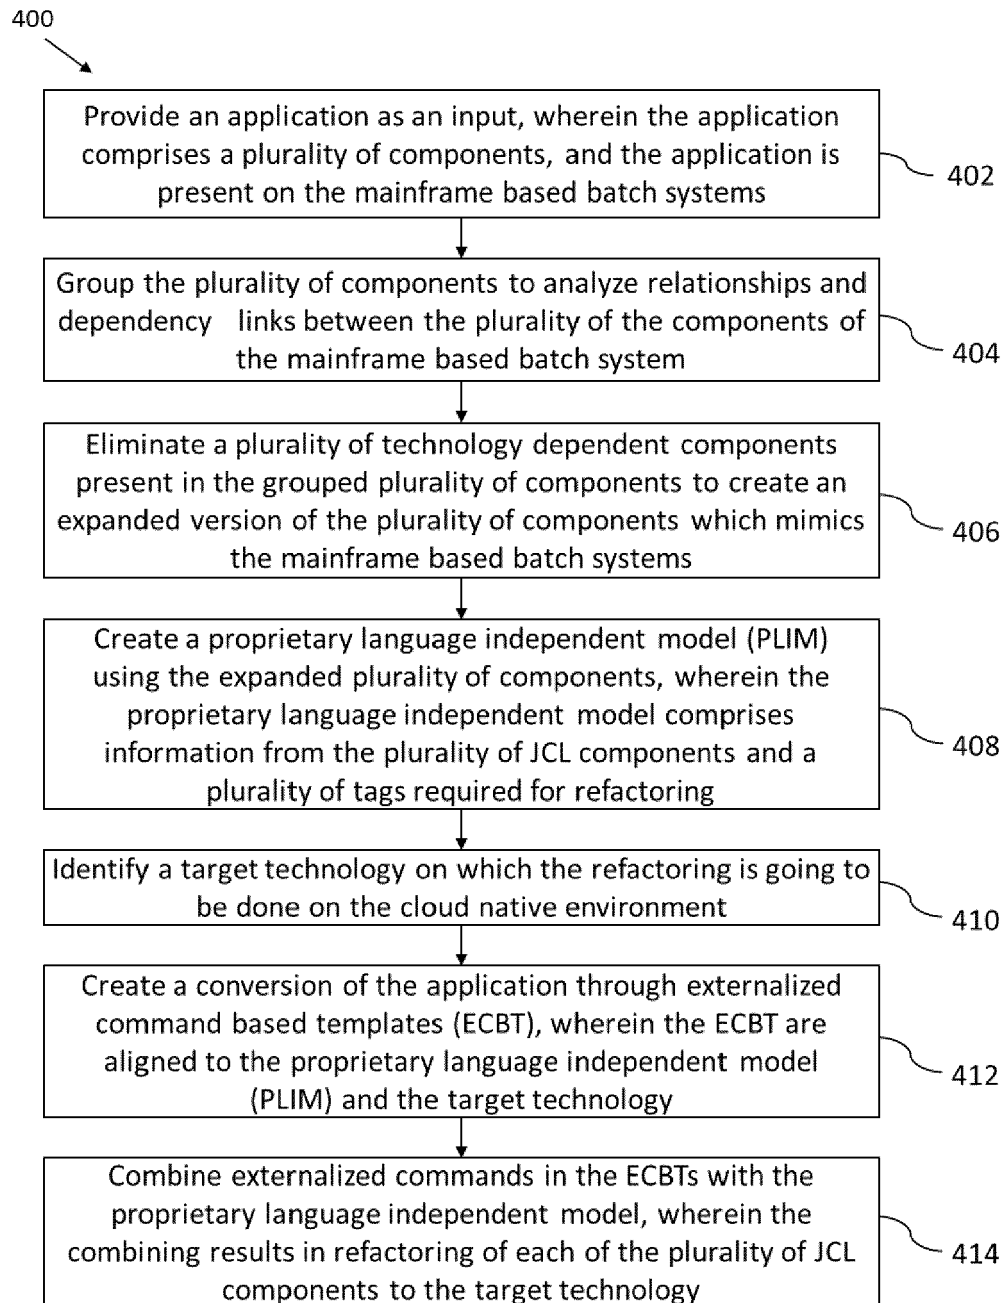 400
Provide an application as an input, wherein the application
comprises a plurality of components, and the application is
present on the mainframe based batch systems
402
Group the plurality of components to analyze relationships and
dependency links between the plurality of the components of
the mainframe based batch system
404
Eliminate a plurality of technology dependent components
present in the grouped plurality of components to create an
expanded version of the plurality of components which mimics
the mainframe based batch systems
406
Create a proprietary language independent model (PLIM)
using the expanded plurality of components, wherein the
proprietary language independent model comprises
information from the plurality of JCL components and a
plurality of tags required for refactoring
408
Identify a target technology on which the refactoring is going to
be done on the cloud native environment
410
Create a conversion of the application through externalized
command based templates (ECBT), wherein the ECBT are
aligned to the proprietary language independent model
(PLIM) and the target technology
412
Combine externalized commands in the ECBTs with the
proprietary language independent model, wherein the
combining results in refactoring of each of the plurality of JCL
components to the target technology
414